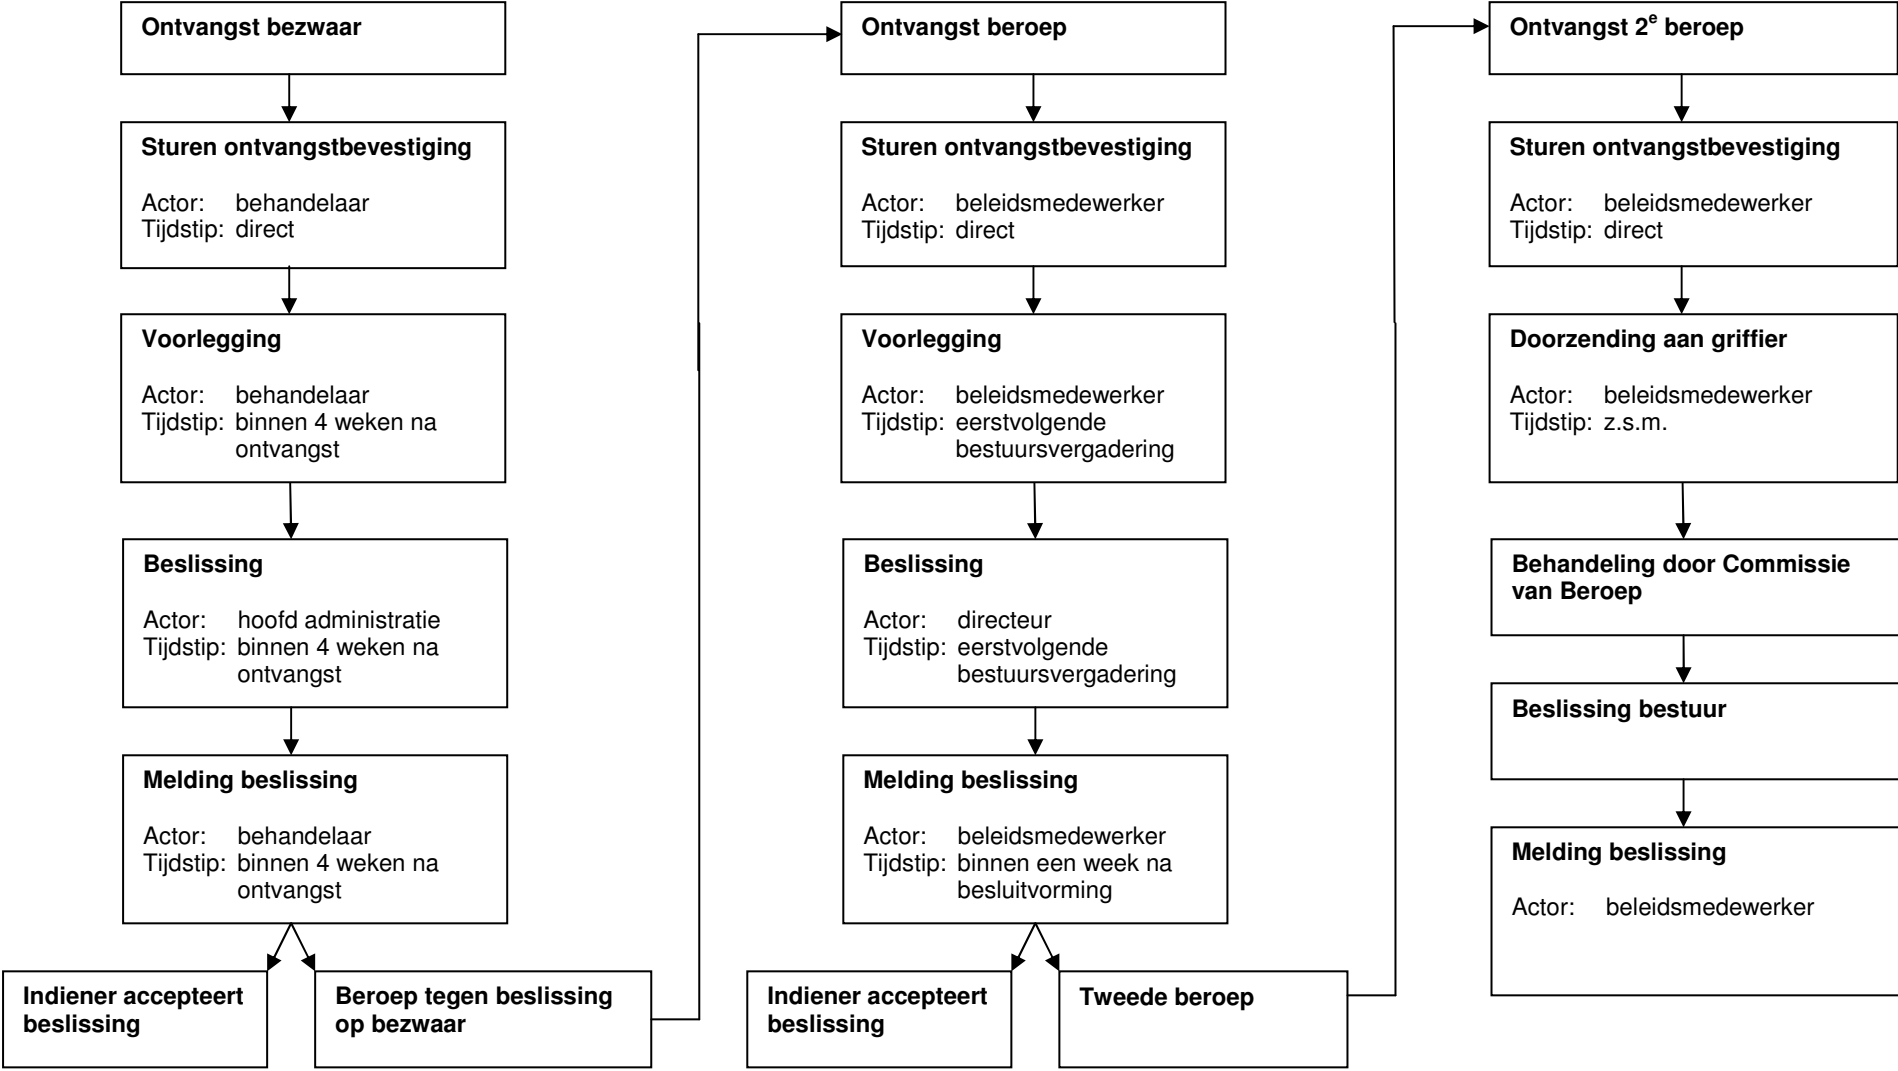 Ontvangst bezwaar
Sturen ontvangstbevestiging
Actor: behandelaar
Tijdstip: direct
Voorlegging
Actor: behandelaar
Tijdstip: binnen 4 weken na
ontvangst
Beslissing
Actor: hoofd administratie
Tijdstip: binnen 4 weken na
ontvangst
Melding beslissing
Actor: behandelaar
Tijdstip: binnen 4 weken na
ontvangst
Indiener accepteert
beslissing
Beroep tegen beslissing
op bezwaar
Ontvangst beroep
Sturen ontvangstbevestiging
Actor: beleidsmedewerker
Tijdstip: direct
Voorlegging
Actor: beleidsmedewerker
Tijdstip: eerstvolgende
bestuursvergadering
Beslissing
Actor: directeur
Tijdstip: eerstvolgende
bestuursvergadering
Melding beslissing
Actor: beleidsmedewerker
Tijdstip: binnen een week na
besluitvorming
Indiener accepteert
beslissing
Tweede beroep
Ontvangst 2e beroep
Sturen ontvangstbevestiging
Actor: beleidsmedewerker
Tijdstip: direct
Doorzending aan griffier
Actor: beleidsmedewerker
Tijdstip: z.s.m.
Behandeling door Commissie
van Beroep
Beslissing bestuur
Melding beslissing
Actor: beleidsmedewerker